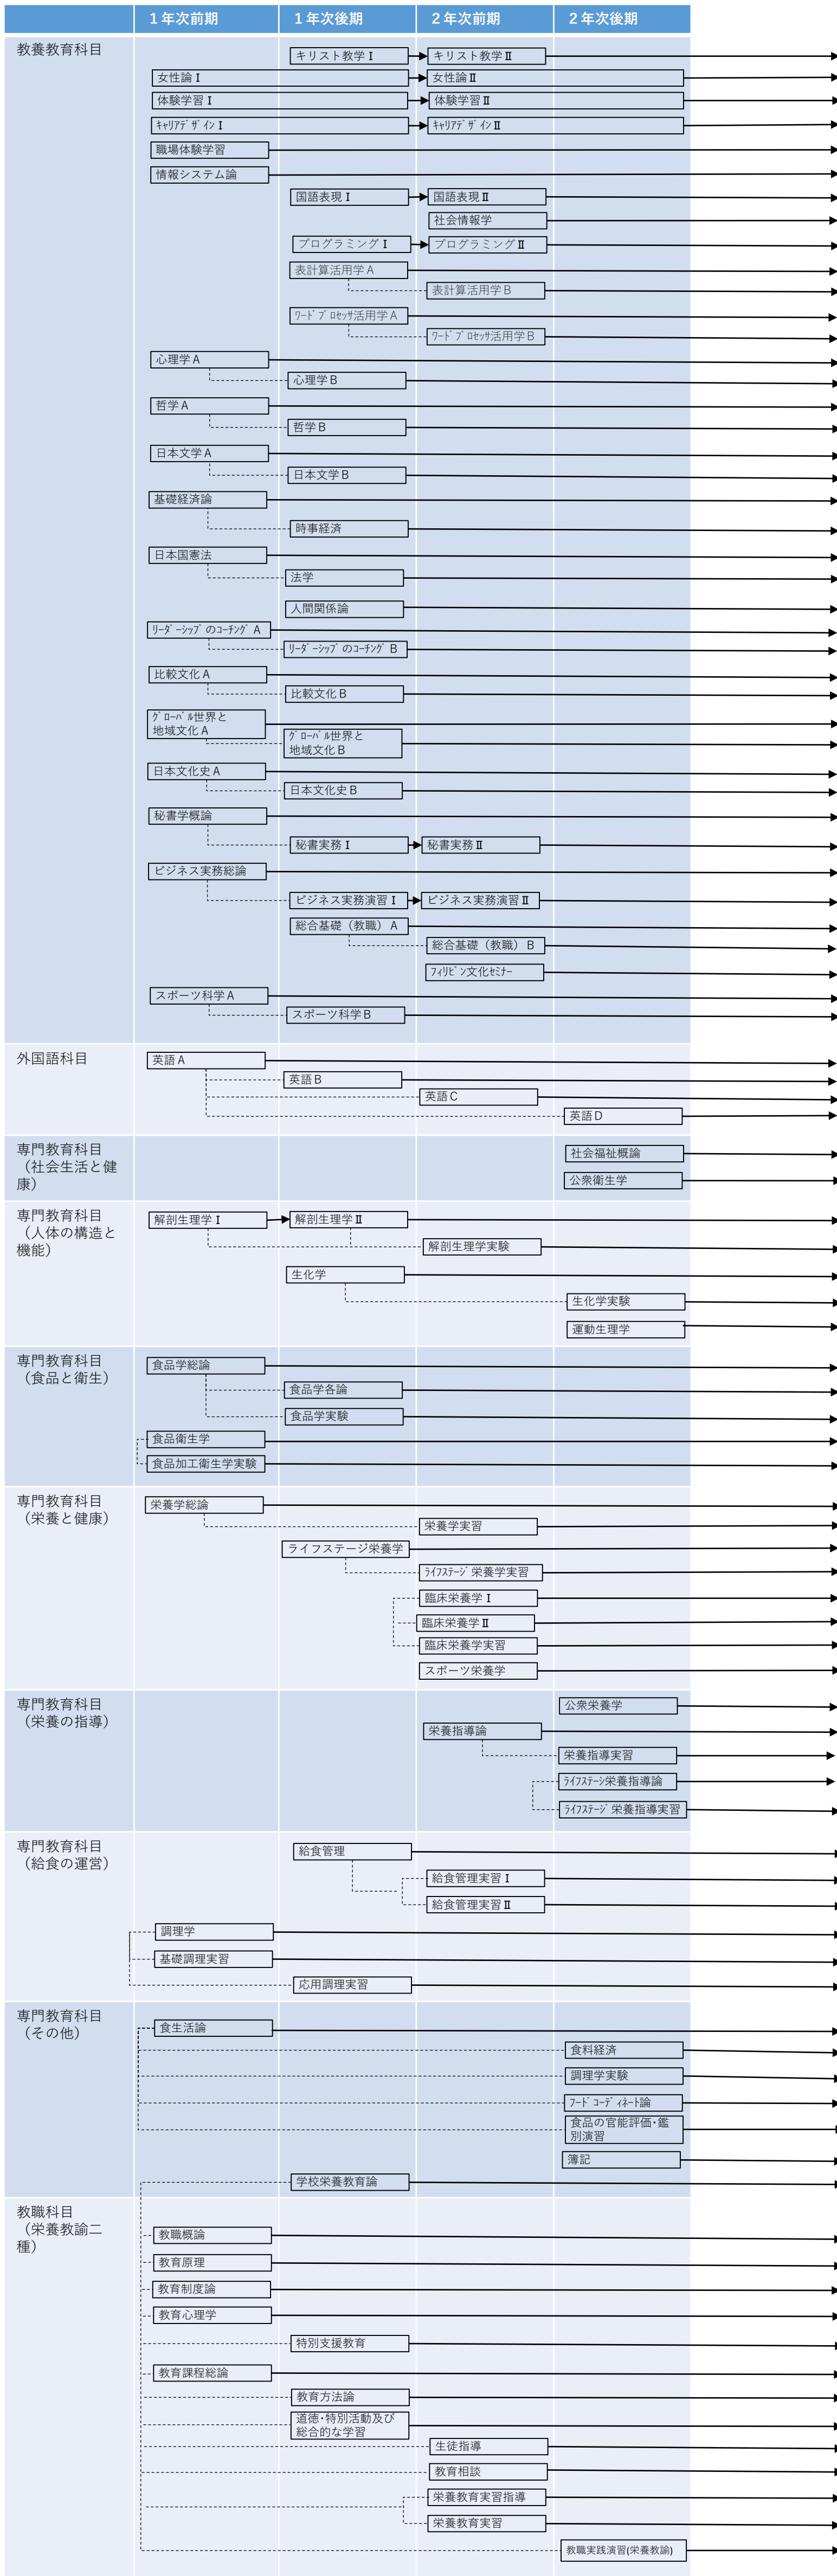 １年次前期
１年次後期
２年次前期
２年次後期
教養教育科目
キリスト教学Ⅰ
キリスト教学Ⅱ
女性論Ⅰ
女性論Ⅱ
体験学習Ⅰ
体験学習Ⅱ
ｷｬﾘｱﾃﾞｻﾞｲﾝⅠ
ｷｬﾘｱﾃﾞｻﾞｲﾝⅡ
職場体験学習
情報システム論
国語表現Ⅰ
国語表現Ⅱ
社会情報学
プログラミングⅠ
プログラミングⅡ
表計算活用学Ａ
表計算活用学Ｂ
ﾜｰﾄﾞﾌﾟﾛｾｯｻ活用学Ａ
ﾜｰﾄﾞﾌﾟﾛｾｯｻ活用学Ｂ
心理学Ａ
心理学Ｂ
哲学Ａ
哲学Ｂ
日本文学Ａ
日本文学Ｂ
基礎経済論
時事経済
日本国憲法
法学
人間関係論
ﾘｰﾀﾞｰｼｯﾌﾟのｺｰﾁﾝｸﾞＡ
ﾘｰﾀﾞｰｼｯﾌﾟのｺｰﾁﾝｸﾞＢ
比較文化Ａ
比較文化Ｂ
ｸﾞﾛｰﾊﾞﾙ世界と
地域文化Ａ
ｸﾞﾛｰﾊﾞﾙ世界と
地域文化Ｂ
日本文化史Ａ
日本文化史Ｂ
秘書学概論
秘書実務Ⅰ
秘書実務Ⅱ
ビジネス実務総論
ビジネス実務演習Ⅰ
ビジネス実務演習Ⅱ
総合基礎（教職）Ａ
総合基礎（教職）Ｂ
ﾌｨﾘﾋﾟﾝ文化ｾﾐﾅｰ
スポーツ科学Ａ
スポーツ科学Ｂ
外国語科目
英語Ａ
英語Ｂ
英語Ｃ
英語Ｄ
専門教育科目
（社会生活と健
康）
社会福祉概論
公衆衛生学
専門教育科目
（人体の構造と
機能）
解剖生理学Ⅰ
解剖生理学Ⅱ
解剖生理学実験
生化学
生化学実験
運動生理学
専門教育科目
（食品と衛生）
食品学総論
食品学各論
食品学実験
食品衛生学
食品加工衛生学実験
専門教育科目
（栄養と健康）
栄養学総論
栄養学実習
ライフステージ栄養学
ﾗｲﾌｽﾃｰｼﾞ栄養学実習
臨床栄養学Ⅰ
臨床栄養学Ⅱ
臨床栄養学実習
スポーツ栄養学
専門教育科目
（栄養の指導）
公衆栄養学
栄養指導論
栄養指導実習
ﾗｲﾌｽﾃｰｼﾞ栄養指導論
ﾗｲﾌｽﾃｰｼﾞ栄養指導実習
専門教育科目
（給食の運営）
給食管理
給食管理実習Ⅰ
給食管理実習Ⅱ
調理学
基礎調理実習
応用調理実習
専門教育科目
（その他）
食生活論
食料経済
調理学実験
ﾌｰﾄﾞｺｰﾃﾞｨﾈｰﾄ論
食品の官能評価･鑑
別演習
簿記
学校栄養教育論
教職科目
（栄養教諭二
種）
教職概論
教育原理
教育制度論
教育心理学
特別支援教育
教育課程総論
教育方法論
道徳･特別活動及び
総合的な学習
生徒指導
教育相談
栄養教育実習指導
栄養教育実習
教職実践演習(栄養教諭)